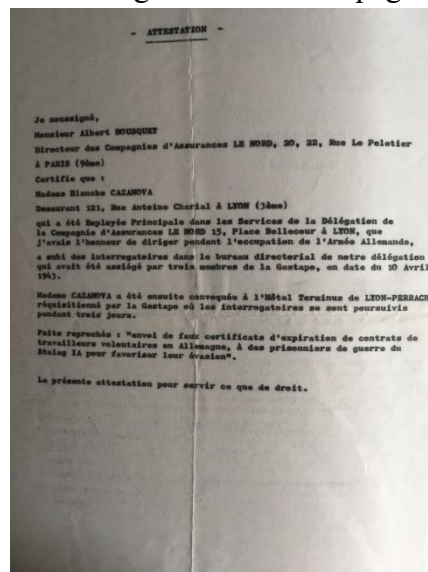 - ATTESTATION -
Je soussigné,
Monsieur Albert BOUSQUET
Directeur des Compagnies d'Assurances LE NORD, 20, 22, Rue Le Peletier
à PARIS (9ème)
Certifie que :
Madame Blanche CAZANOVA
Demeurant 121, Rue Antoine Charial à LYON (3ème)
qui a été Employée Principale dans les Services de la Délégation de
la Compagnie d'Assurances LE NORD 15, Place Bellecour à LYON, que
j'avais l'honneur de diriger pendant l'occupation de l'Armée Allemande,
a subi des interrogatoires dans le bureau directorial de notre délégation
qui avait été assiégé par trois membres de la Gestapo, en date du 10 Avril
1943.
Madame CAZANOVA a été ensuite convoquée à l'Hôtel Terminus de LYON-PERRACHE
réquisitionné par la Gestapo où les interrogatoires se sont poursuivis
pendant trois jours.
Faits reprochés : "envoi de faux certificats d'expiration de contrats de
travailleurs volontaires en Allemagne, à des prisonniers de guerre du
Stalag IA pour favoriser leur évasion".
La présente attestation pour servir ce que de droit.